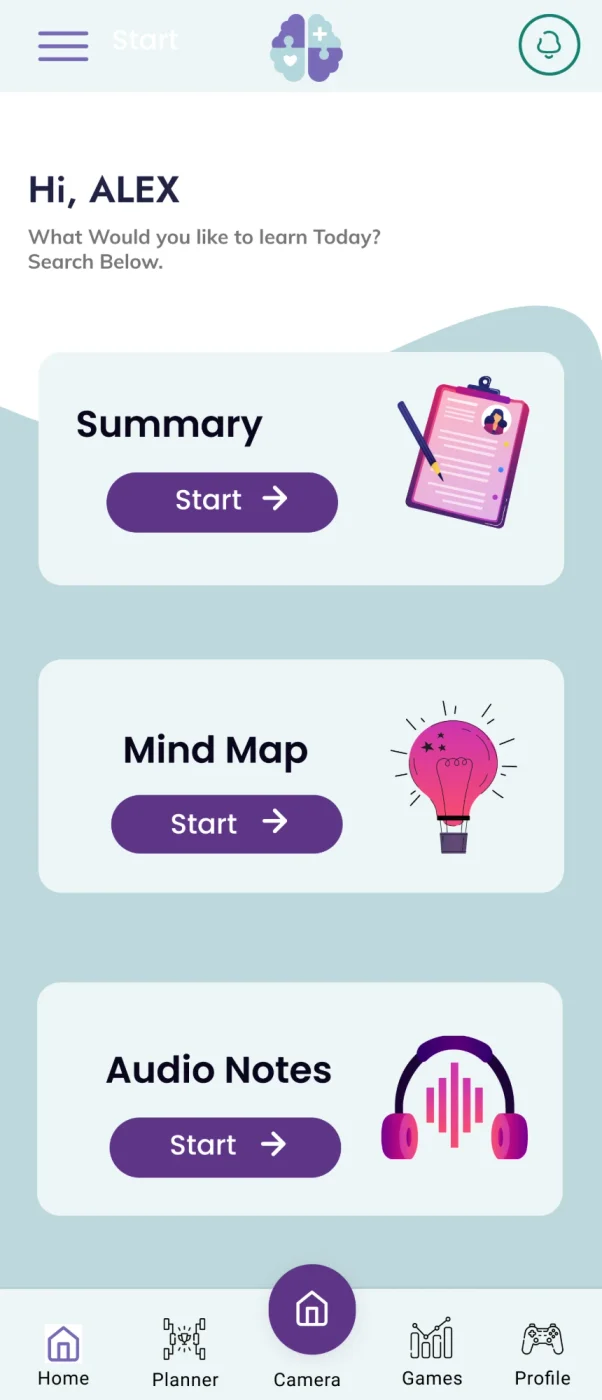 Start
Hi, ALEX
What Would you like to learn Today?
Search Below.
Summary
Start
Mind Map
Start
Audio Notes
Start
Home
Planner
Camera
Games
Profile